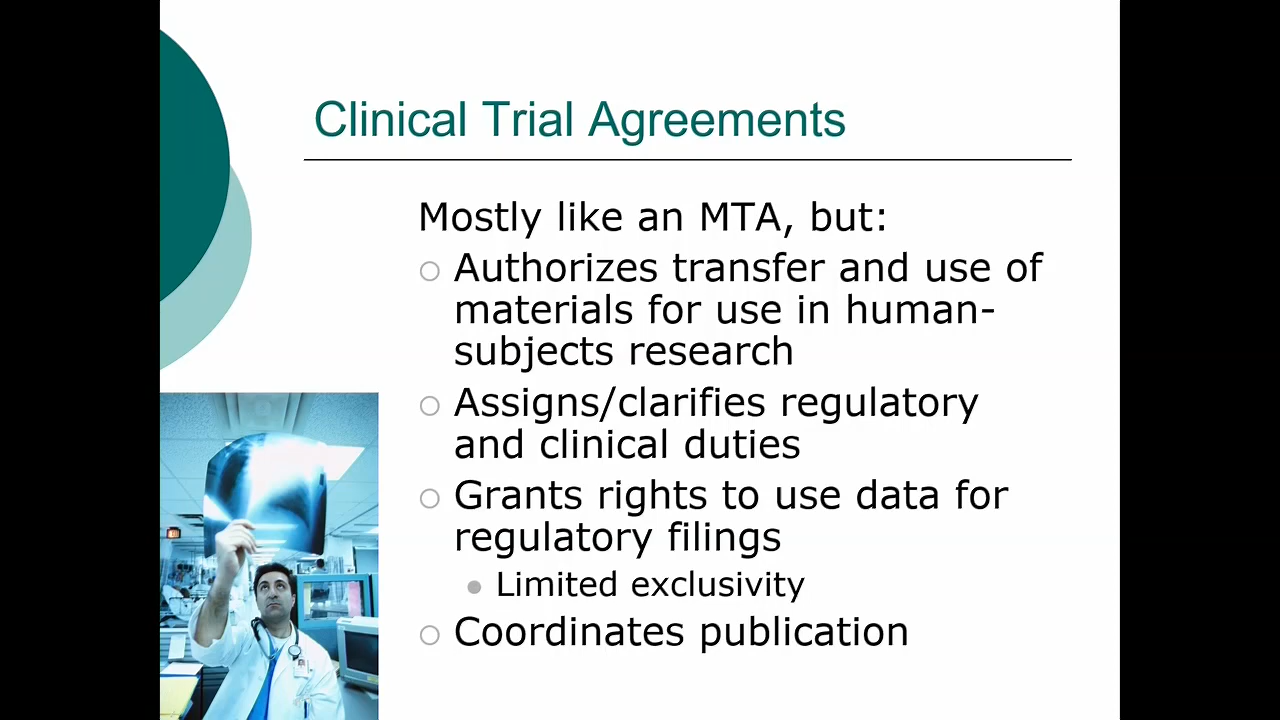 Clinical Trial Agreements
Mostly like an MTA, but:
Authorizes transfer and use of
materials for use in human-
subjects research
Assigns/clarifies regulatory
and clinical duties
Grants rights to use data for
regulatory filings
Limited exclusivity
Coordinates publication